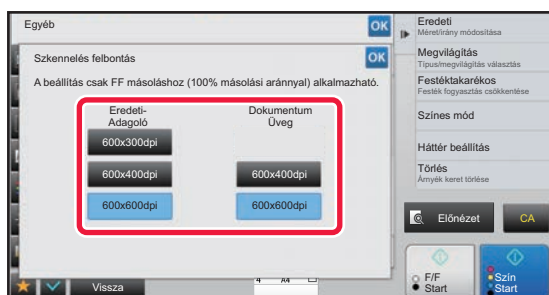 Egyéb
OK
Szkennelés felbontás
OK
A beállítás csak FF másoláshoz (100% másolási aránnyal) alkalmazható.
Eredeti-
Adagoló
Dokumentum
Üveg
600x300dpi
600x400dpi
600x400dpi
600x600dpi
600x600dpi
Vissza
4 A4
Eredeti
Méret/irány módosítása
Megvilágítás
Típus/megvilágítás választás
Festéktakarékos
Festék fogyasztás csökkentése
Színes mód
Háttér beállítás
Törlés
Árnyék keret törlése
Előnézet
CA
F/F
Start
Szín
Start